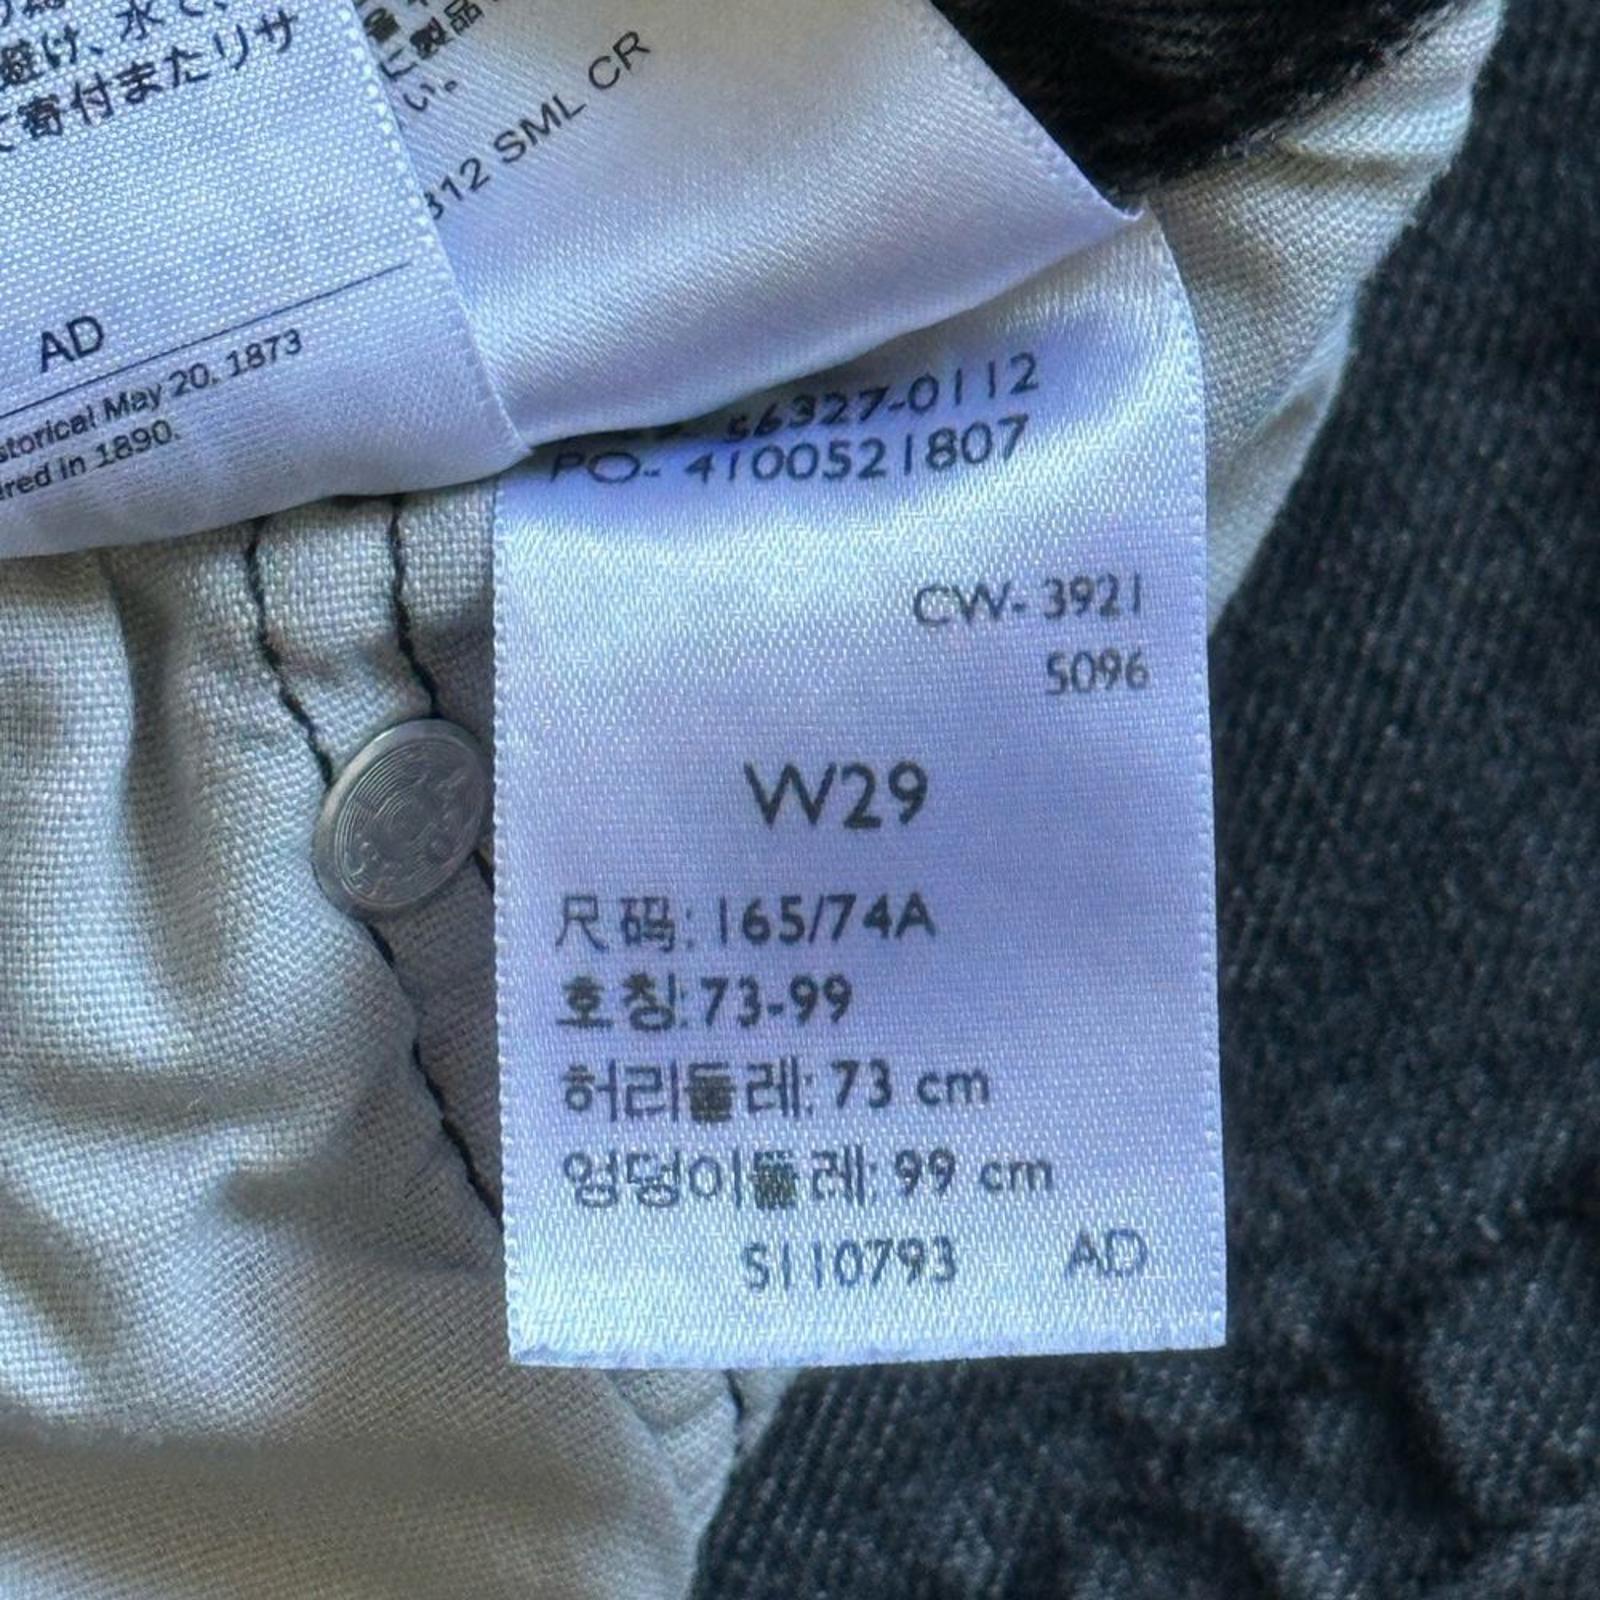 避け、水で、
寄付またリサ
AD
storical May 20, 1873
red in 1890.
に製品
い。
312 SML CR
56327-0112
PO- 4100521807
CW- 3921
5096
W29
尺码: 165/74A
호칭: 73-99
허리둘레: 73 cm
엉덩이둘레: 99 cm
S110793 AD